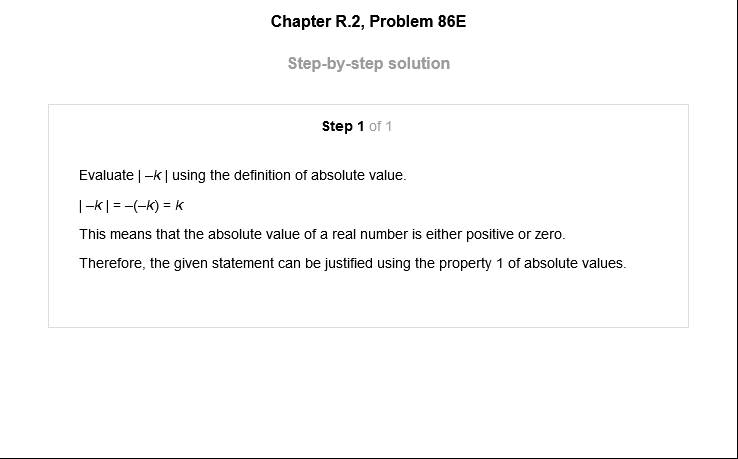 Chapter R.2, Problem 86E
Step-by-step solution
Step 1 of 1
Evaluate | –k | using the definition of absolute value.
| –k | = –(–k) = k
This means that the absolute value of a real number is either positive or zero.
Therefore, the given statement can be justified using the property 1 of absolute values.